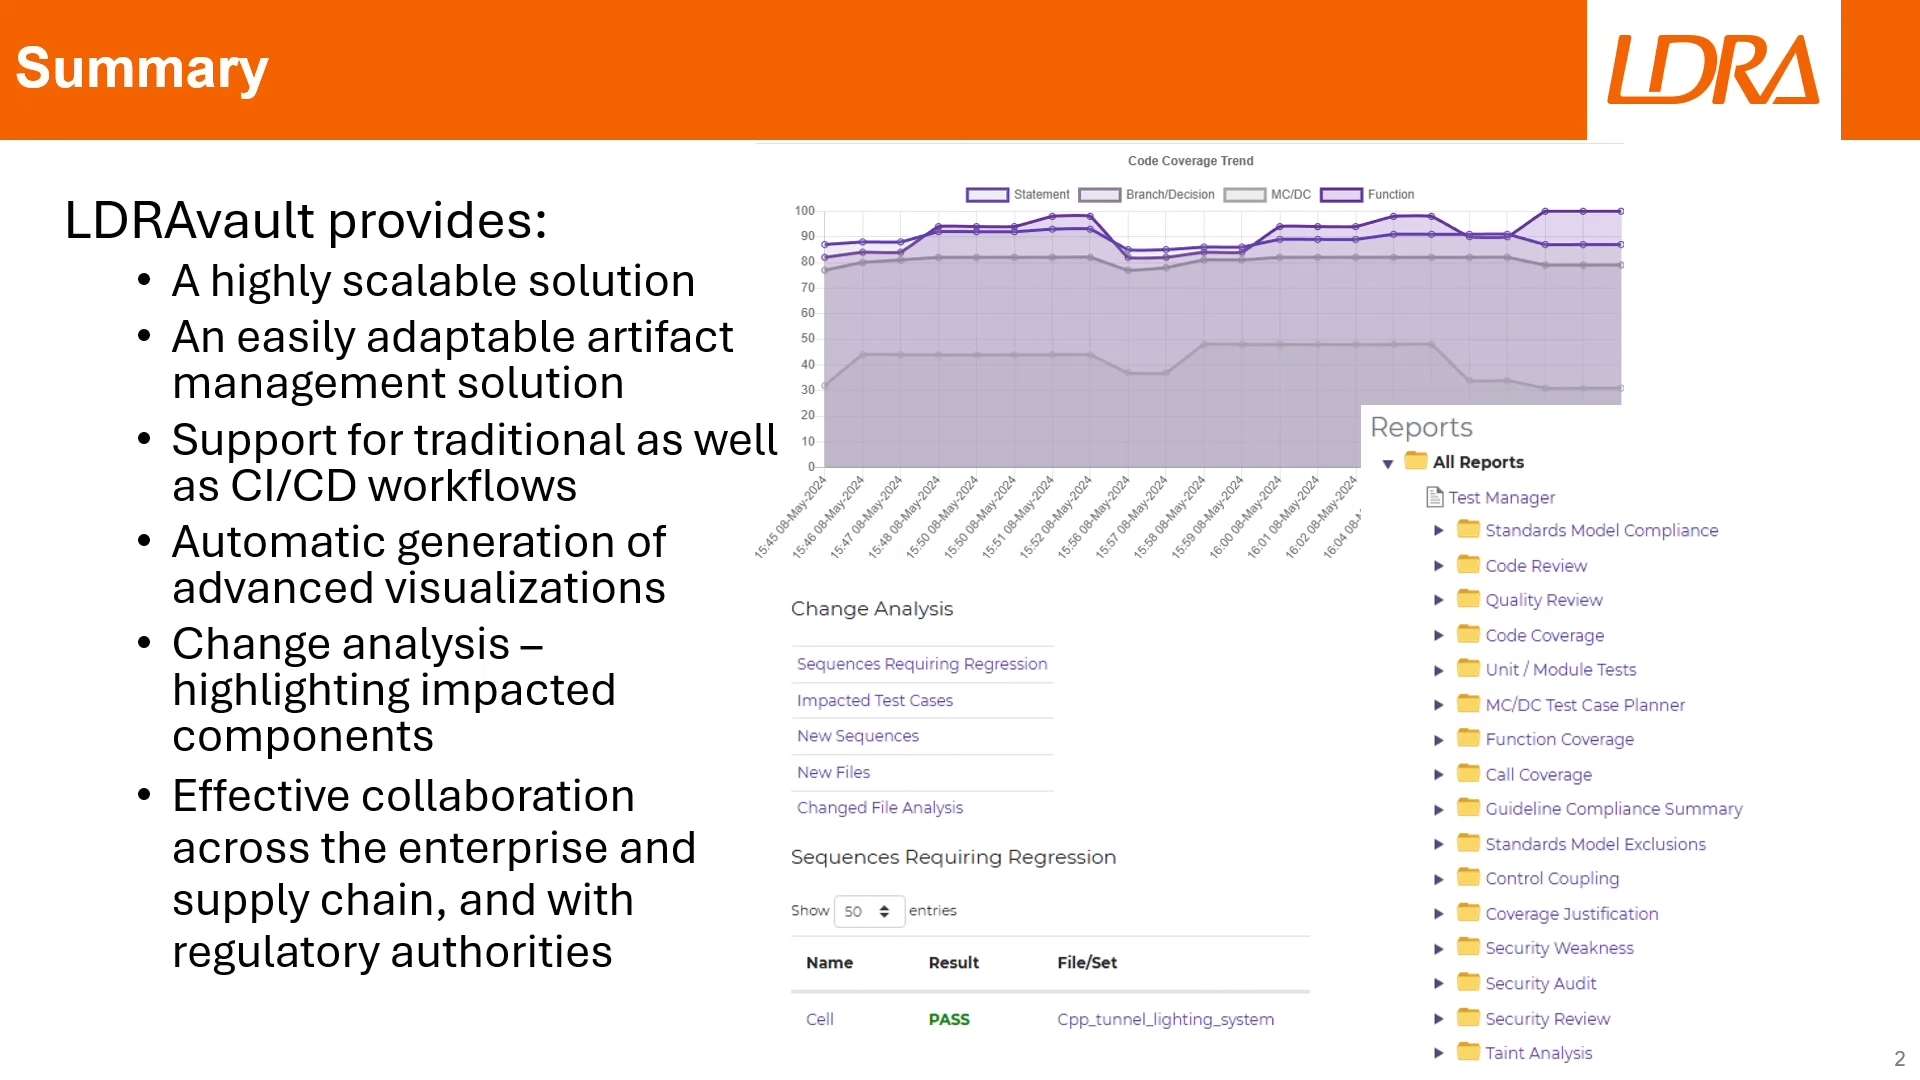 Summary
LDRA
LDRAvault provides:
• A highly scalable solution
• An easily adaptable artifact
management solution
• Support for traditional as well
as CI/CD workflows
• Automatic generation of
advanced visualizations
• Change analysis –
highlighting impacted
components
• Effective collaboration
across the enterprise and
supply chain, and with
regulatory authorities
Code Coverage Trend
Statement Branch/Decision MC/DC Function
100
90
80
70
60
50
40
30
20
10
0
15:45 08-May-2024
15:46 08-May-2024
15:47 08-May-2024
15:48 08-May-2024
15:50 08-May-2024
15:50 08-May-2024
15:51 08-May-2024
15:52 08-May-2024
15:56 08-May-2024
15:57 08-May-2024
15:58 08-May-2024
15:59 08-May-2024
16:00 08-May-2024
16:01 08-May-2024
16:02 08-May-2024
16:04 08-
Change Analysis
Sequences Requiring Regression
Impacted Test Cases
New Sequences
New Files
Changed File Analysis
Sequences Requiring Regression
Show 50 entries
Name Result File/Set
Cell PASS Cpp_tunnel_lighting_system
Reports
All Reports
Test Manager
Standards Model Compliance
Code Review
Quality Review
Code Coverage
Unit / Module Tests
MC/DC Test Case Planner
Function Coverage
Call Coverage
Guideline Compliance Summary
Standards Model Exclusions
Control Coupling
Coverage Justification
Security Weakness
Security Audit
Security Review
Taint Analysis
2